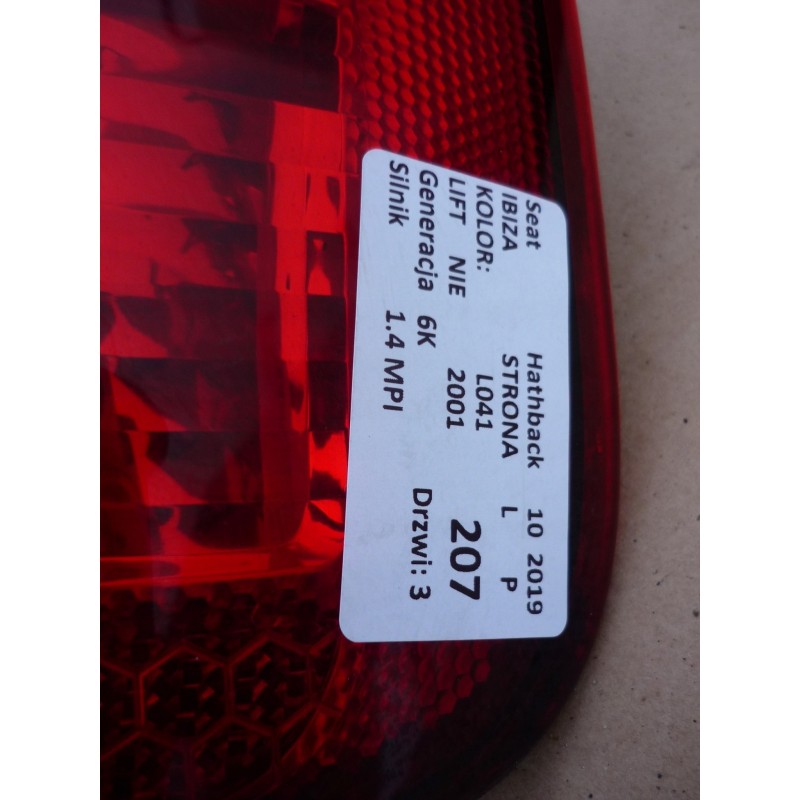 Seat Hathback 10 2019
IBIZA STRONA L P
KOLOR: L041
LIFT NIE 2001 207
Generacja 6K Drzwi: 3
Silnik 1.4 MPI